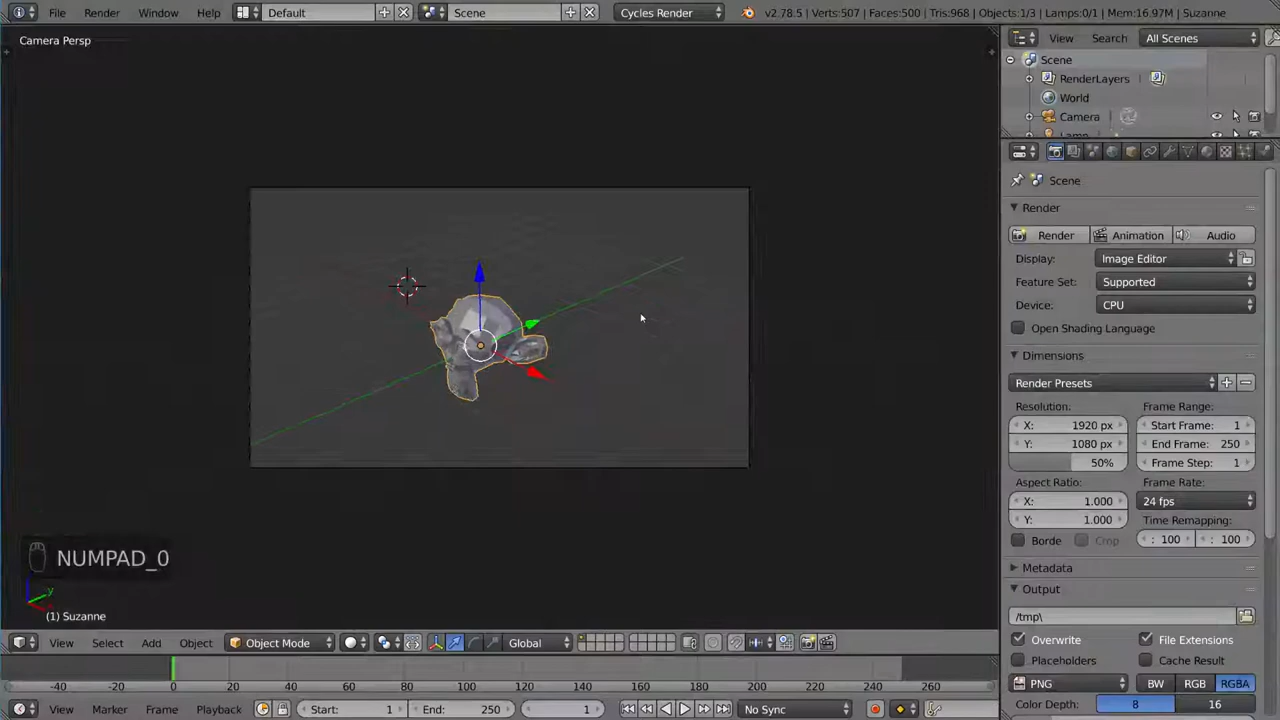 File Render Window Help Default Scene Cycles Render v2.78.5 | Verts:507 | Faces:500 | Tris:968 | Objects:1/3 | Lamps:0/1 | Mem:16.97M | Suzanne
Camera Persp
View Search All Scenes
Scene
RenderLayers
World
Camera
Lamp
Scene
Render
Render Animation Audio
Display: Image Editor
Feature Set: Supported
Device: CPU
Open Shading Language
Dimensions
Render Presets
Resolution: Frame Range:
X: 1920 px Start Frame: 1
Y: 1080 px End Frame: 250
50% Frame Step: 1
Aspect Ratio: Frame Rate:
X: 1.000 24 fps
Y: 1.000 Time Remapping:
Borde Crop : 100 : 100
Metadata
Output
/tmp\
Overwrite File Extensions
Placeholders Cache Result
PNG BW RGB RGBA
Color Depth: 8 16
NUMPAD_0
y
(1) Suzanne
View Select Add Object Object Mode Global
-40 -20 0 20 40 60 80 100 120 140 160 180 200 220 240 260
View Marker Frame Playback Start: 1 End: 250 1 No Sync